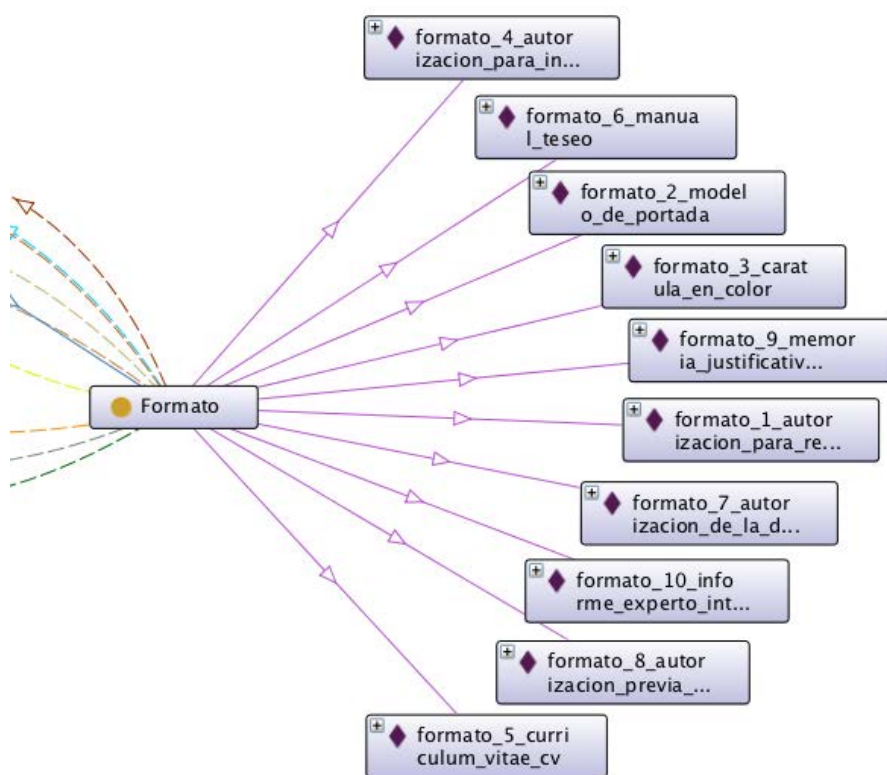 formato_4_autor
izacion_para_in...
formato_6_manua
l_teseo
formato_2_model
o_de_portada
formato_3_carat
ula_en_color
formato_9_memor
ia_justificativ...
Formato
formato_1_autor
izacion_para_re...
formato_7_autor
izacion_de_la_d...
formato_10_info
rme_experto_int...
formato_8_autor
izacion_previa_...
formato_5_curri
culum_vitae_cv